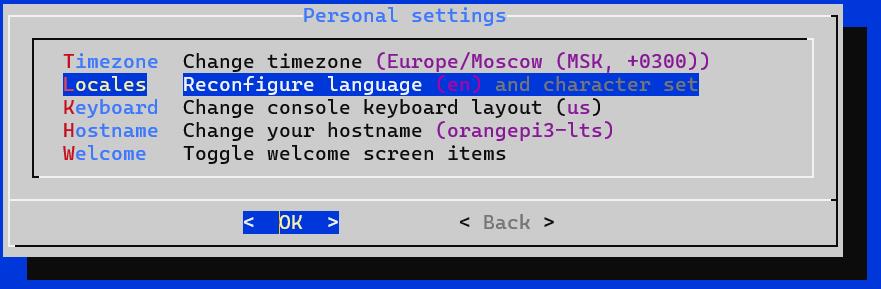 Personal settings
Timezone Change timezone (Europe/Moscow (MSK, +0300))
Locales Reconfigure language (en) and character set
Keyboard Change console keyboard layout (us)
Hostname Change your hostname (orangepi3-lts)
Welcome Toggle welcome screen items
< OK > < Back >